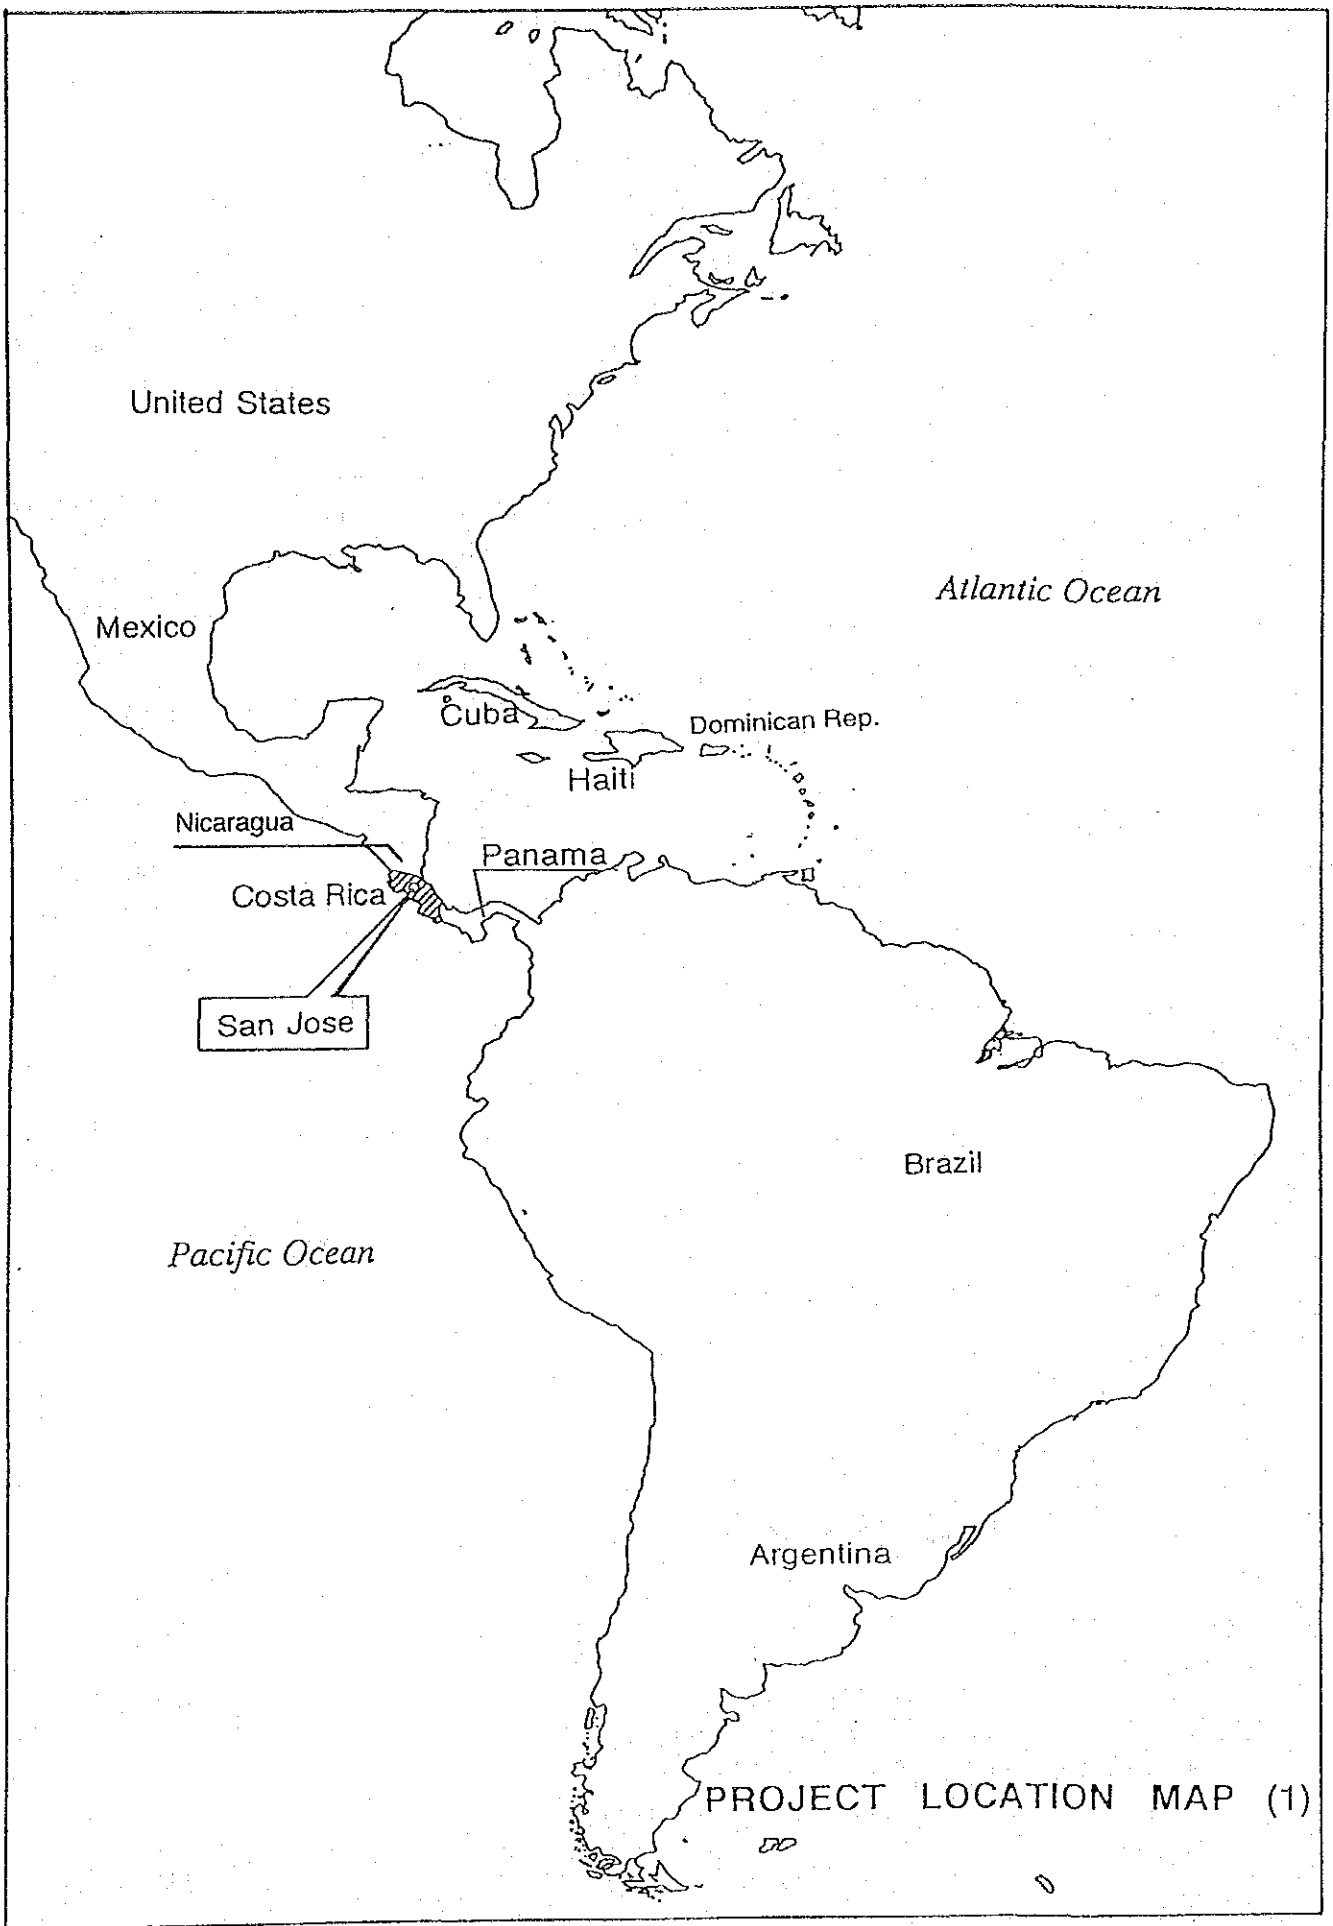 United States
Atlantic Ocean
Mexico
Cuba
Dominican Rep.
Haiti
Nicaragua
Panama
Costa Rica
San Jose
Brazil
Pacific Ocean
Argentina
PROJECT LOCATION MAP (1)